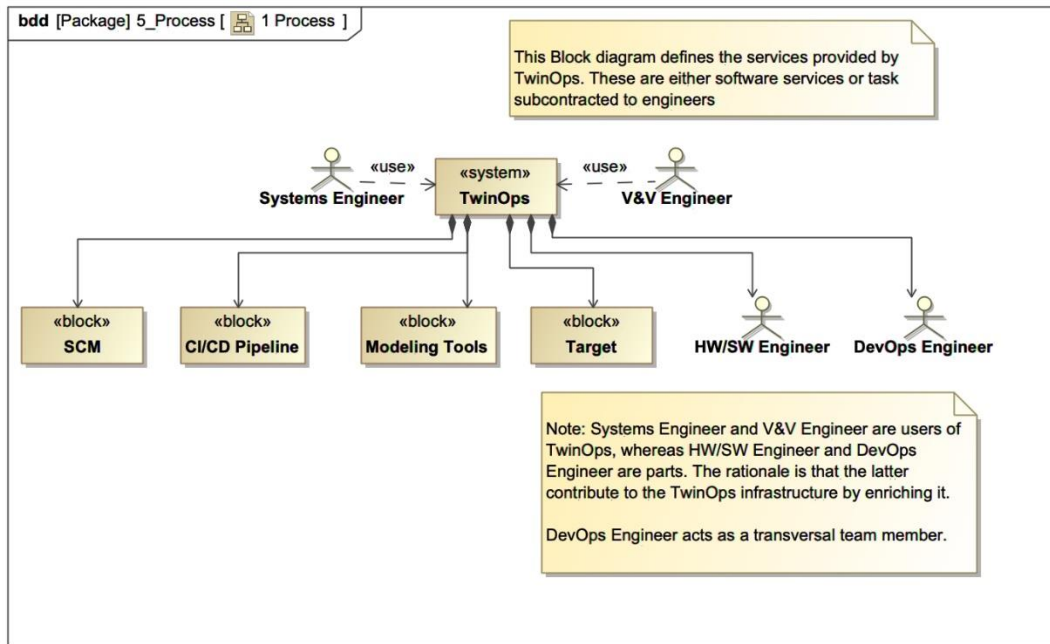 bdd [Package] 5_Process [ 1 Process ]
This Block diagram defines the services provided by
TwinOps. These are either software services or task
subcontracted to engineers
«use»
«use»
Systems Engineer
«system»
TwinOps
V&V Engineer
«block»
SCM
«block»
CI/CD Pipeline
«block»
Modeling Tools
«block»
Target
HW/SW Engineer
DevOps Engineer
Note: Systems Engineer and V&V Engineer are users of
TwinOps, whereas HW/SW Engineer and DevOps
Engineer are parts. The rationale is that the latter
contribute to the TwinOps infrastructure by enriching it.
DevOps Engineer acts as a transversal team member.